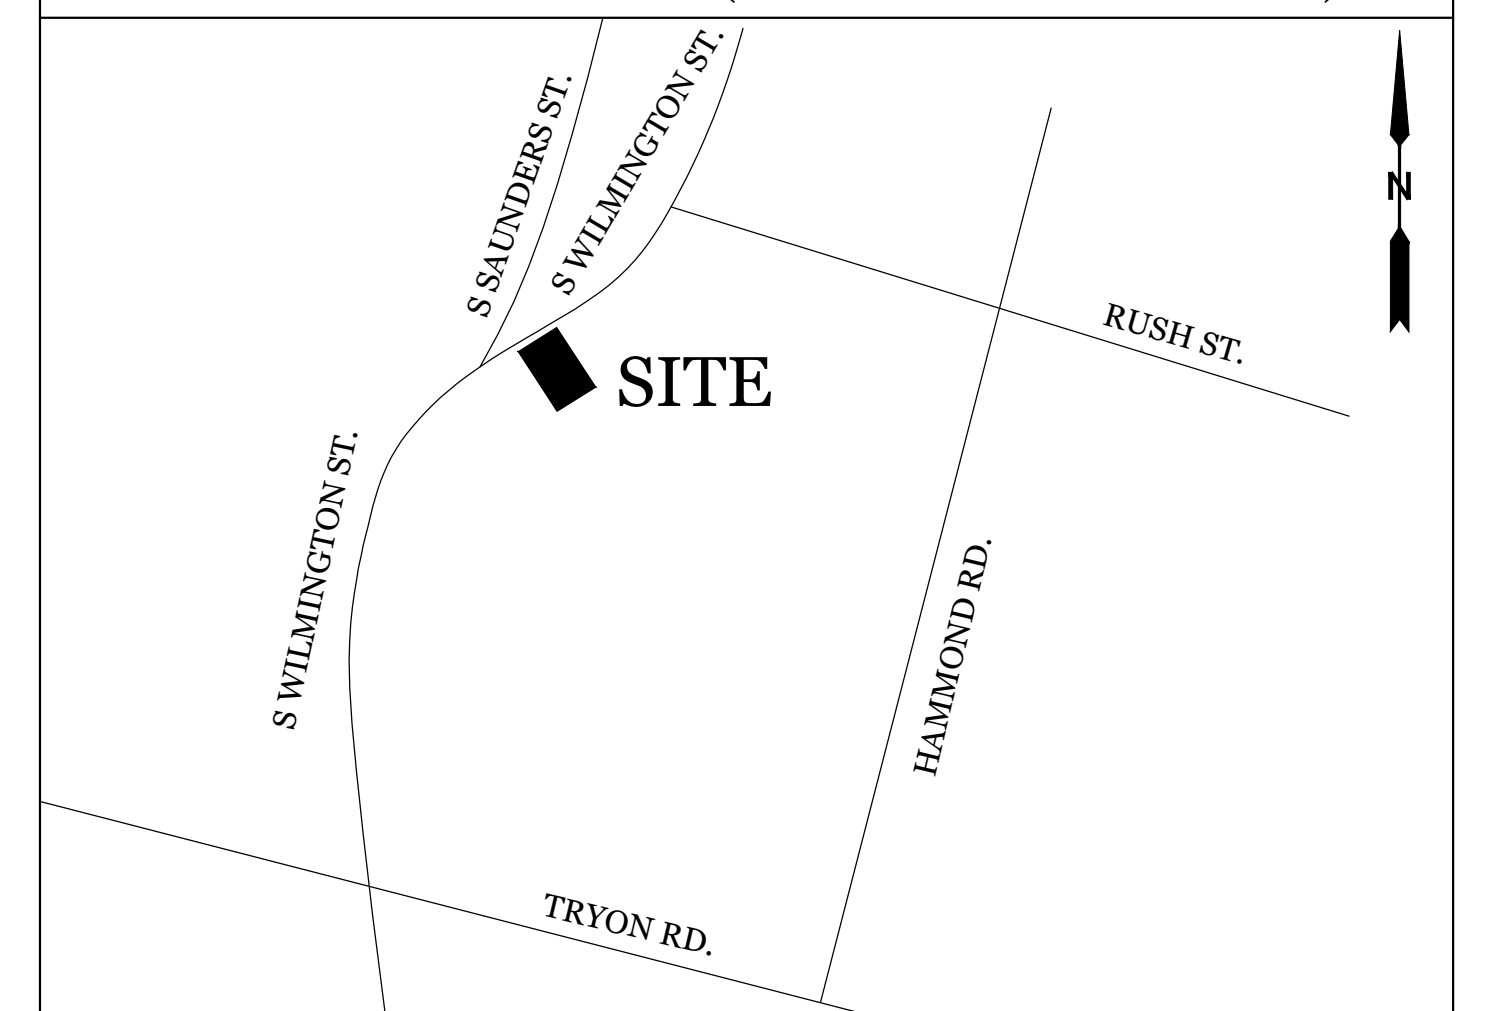 S SAUNDERS ST.
S WILMINGTON ST.
N
RUSH ST.
SITE
S WILMINGTON ST.
HAMMOND RD.
TRYON RD.